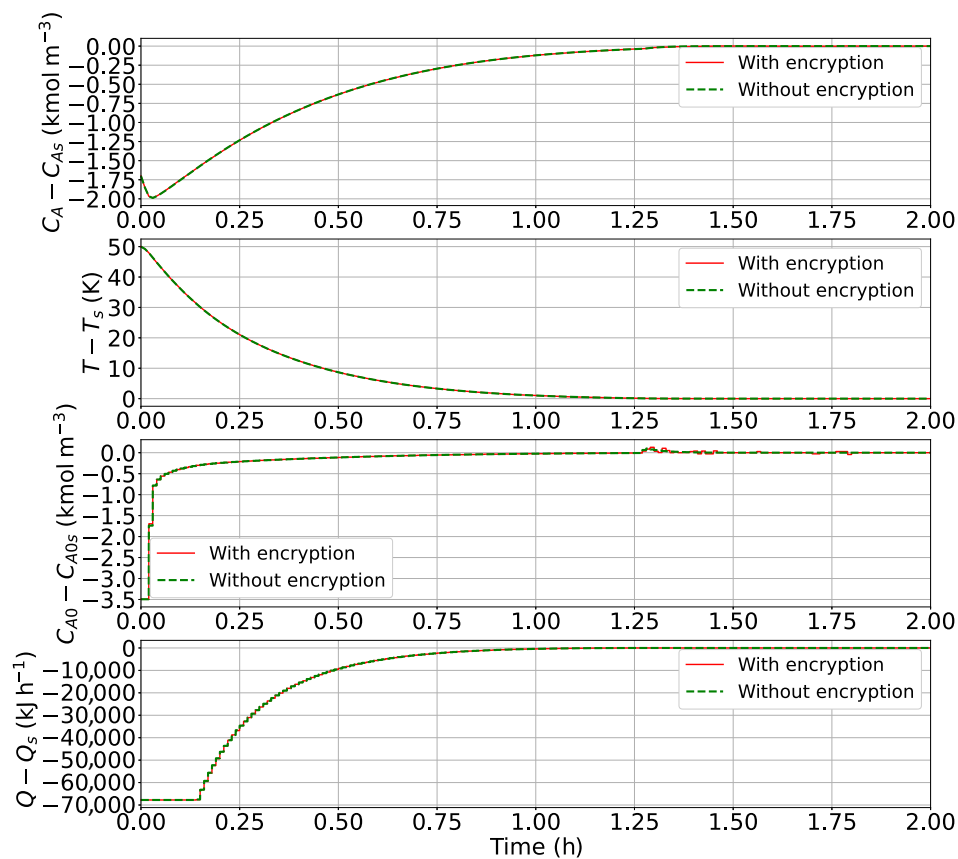 C_A − C_{As} (kmol m⁻³)
0.00
−0.25
−0.50
−0.75
−1.00
−1.25
−1.50
−1.75
−2.00
With encryption
Without encryption
0.00 0.25 0.50 0.75 1.00 1.25 1.50 1.75 2.00
T − T_s (K)
50
40
30
20
10
0
With encryption
Without encryption
0.00 0.25 0.50 0.75 1.00 1.25 1.50 1.75 2.00
C_{A0} − C_{A0s} (kmol m⁻³)
0.0
−0.5
−1.0
−1.5
−2.0
−2.5
−3.0
−3.5
With encryption
Without encryption
0.00 0.25 0.50 0.75 1.00 1.25 1.50 1.75 2.00
Q − Q_s (kJ h⁻¹)
0
−10,000
−20,000
−30,000
−40,000
−50,000
−60,000
−70,000
With encryption
Without encryption
0.00 0.25 0.50 0.75 1.00 1.25 1.50 1.75 2.00
Time (h)